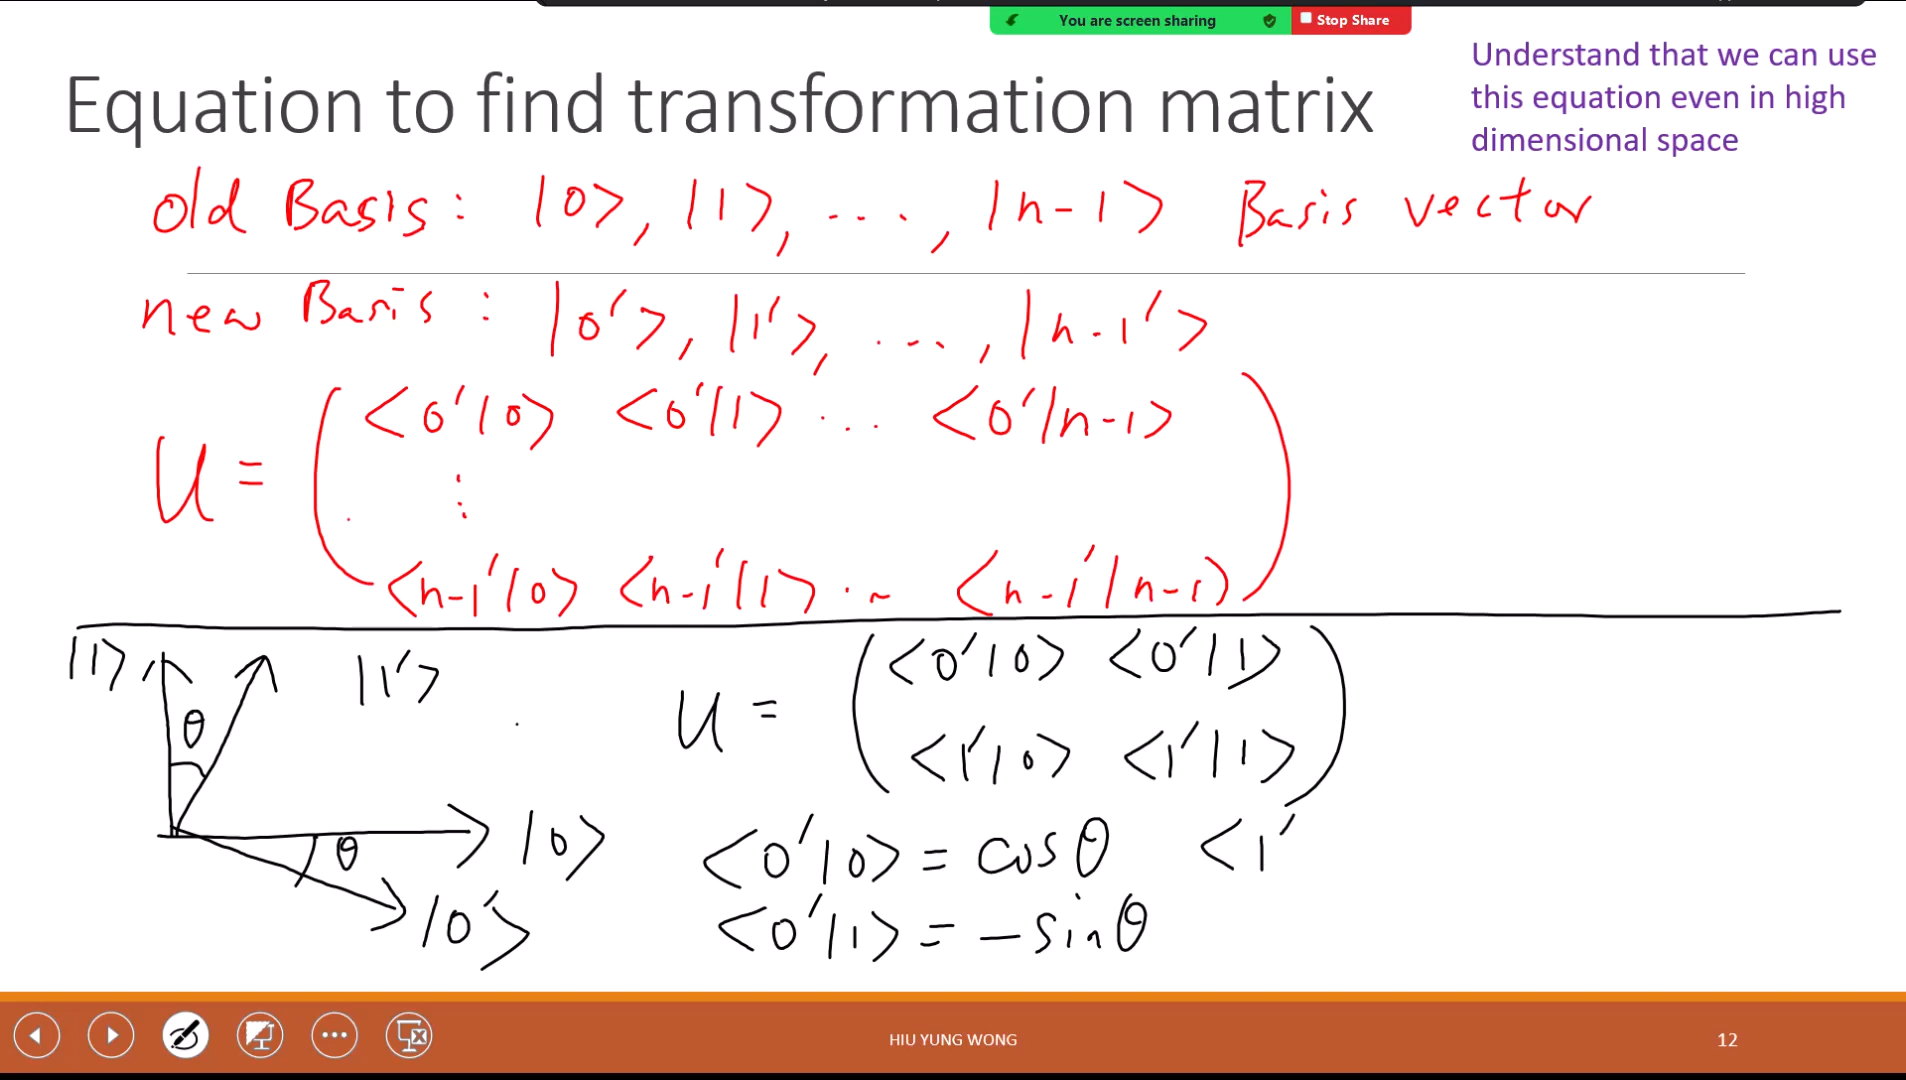 You are screen sharing Stop Share
Understand that we can use
this equation even in high
dimensional space
Equation to find transformation matrix
old Basis: |0>, |1>, ..., |n-1> Basis vector
new Basis: |0'>, |1'>, ..., |n-1'>
U = ( <0'|0> <0'|1> ... <0'|n-1>
⋮
<n-1'|0> <n-1'|1> ... <n-1'|n-1> )
|1> |1'>
θ
θ |0>
|0'>
U = ( <0'|0> <0'|1>
<1'|0> <1'|1> )
<0'|0> = cosθ <1'
<0'|1> = -sinθ
HIU YUNG WONG
12